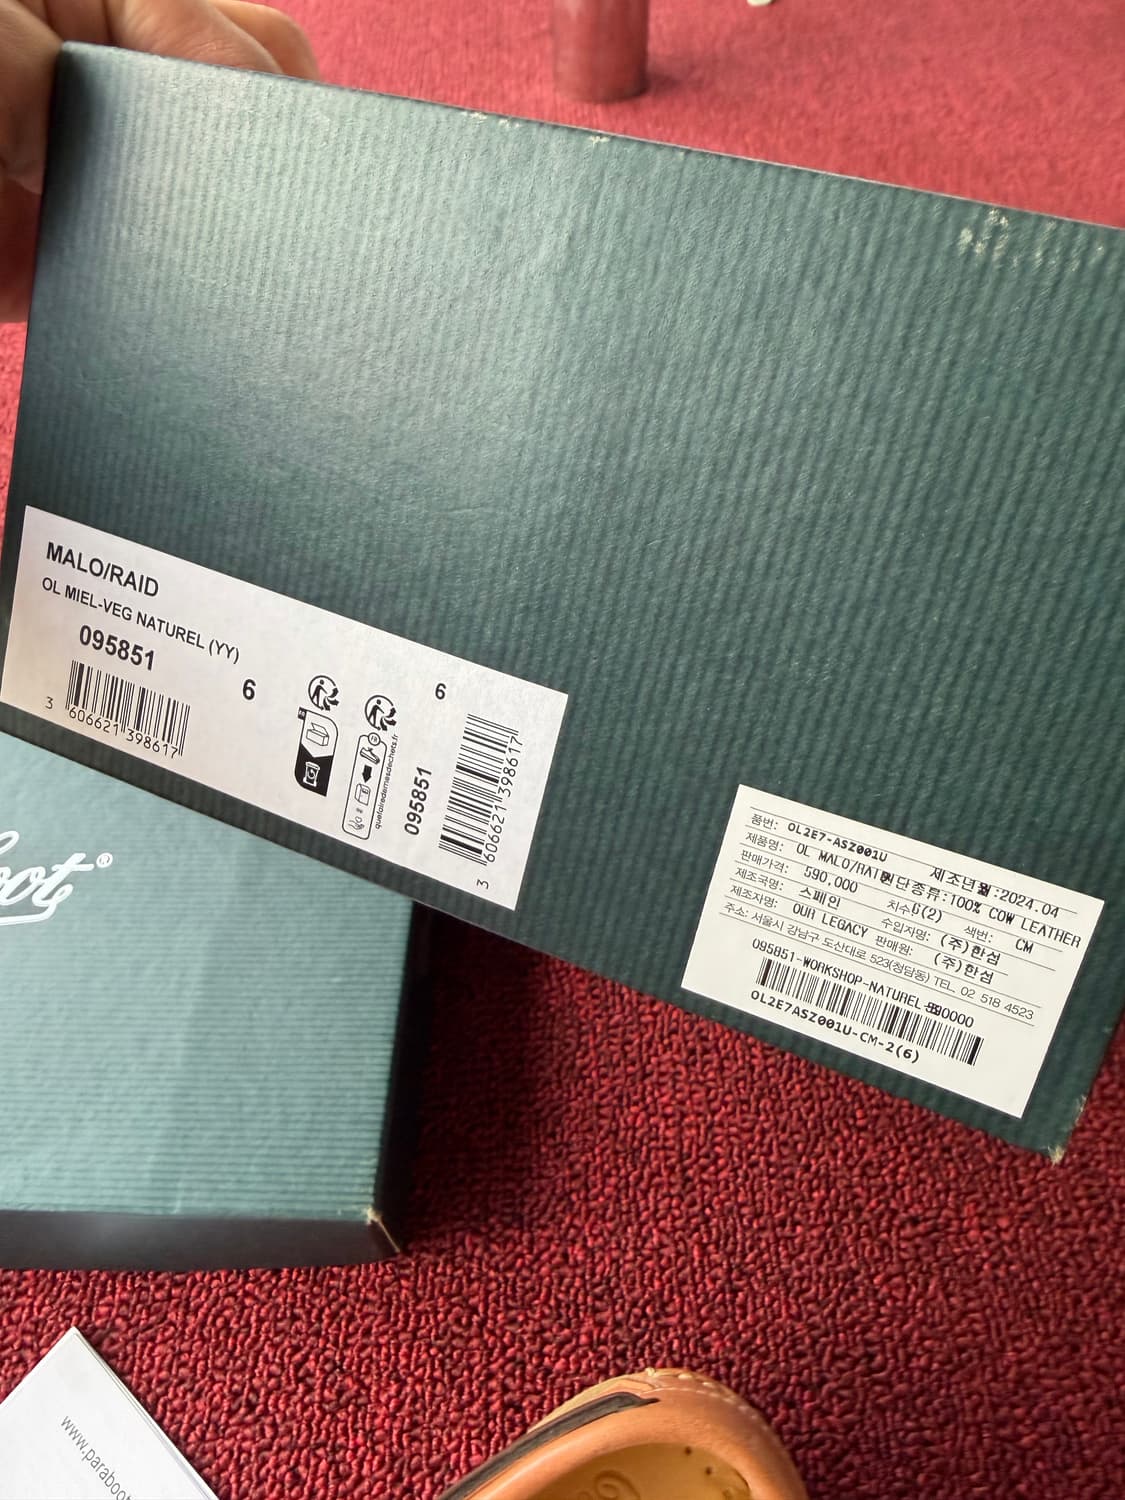 MALO/RAID
OL MIEL-VEG NATUREL (YY)
095851
6
3 606621 398617
quefairedemesdechets.fr
6
095851
3 606621 398617
품번: OL2E7-ASZ001U
제품명: OL MALO/RAID
제조년월:2024.04
판매가격: 590,000
원단종류:100% COW LEATHER
제조국명: 스페인
치수:6(2)
색번: CM
제조자명: OUR LEGACY
수입자명: (주)한섬
판매원: (주)한섬
주소: 서울시 강남구 도산대로 523(청담동) TEL. 02 518 4523
095851-WORKSHOP-NATUREL
OL2E7ASZ001U-CM-2(6)
oot®
www.paraboot